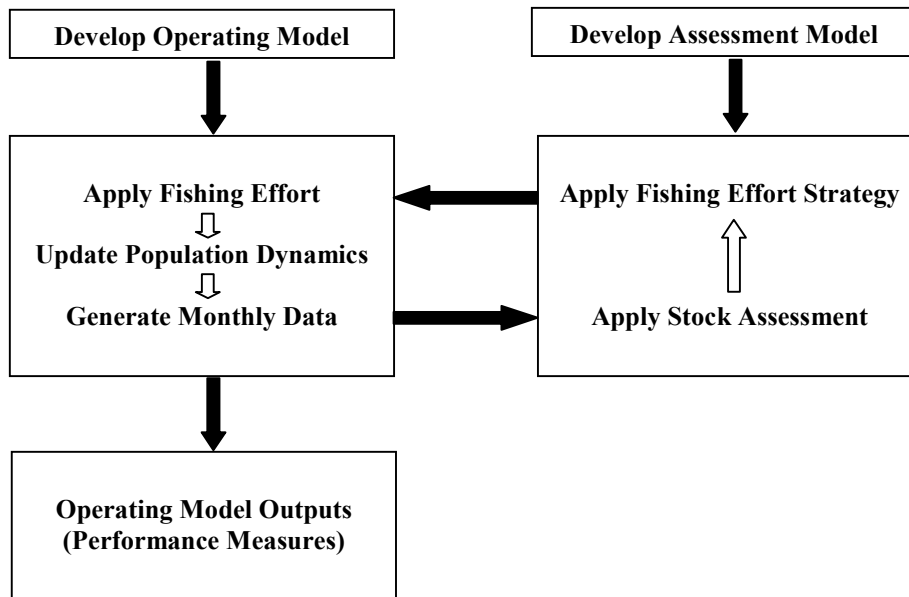 Develop Operating Model
Develop Assessment Model
Apply Fishing Effort
Update Population Dynamics
Generate Monthly Data
Apply Fishing Effort Strategy
Apply Stock Assessment
Operating Model Outputs
(Performance Measures)